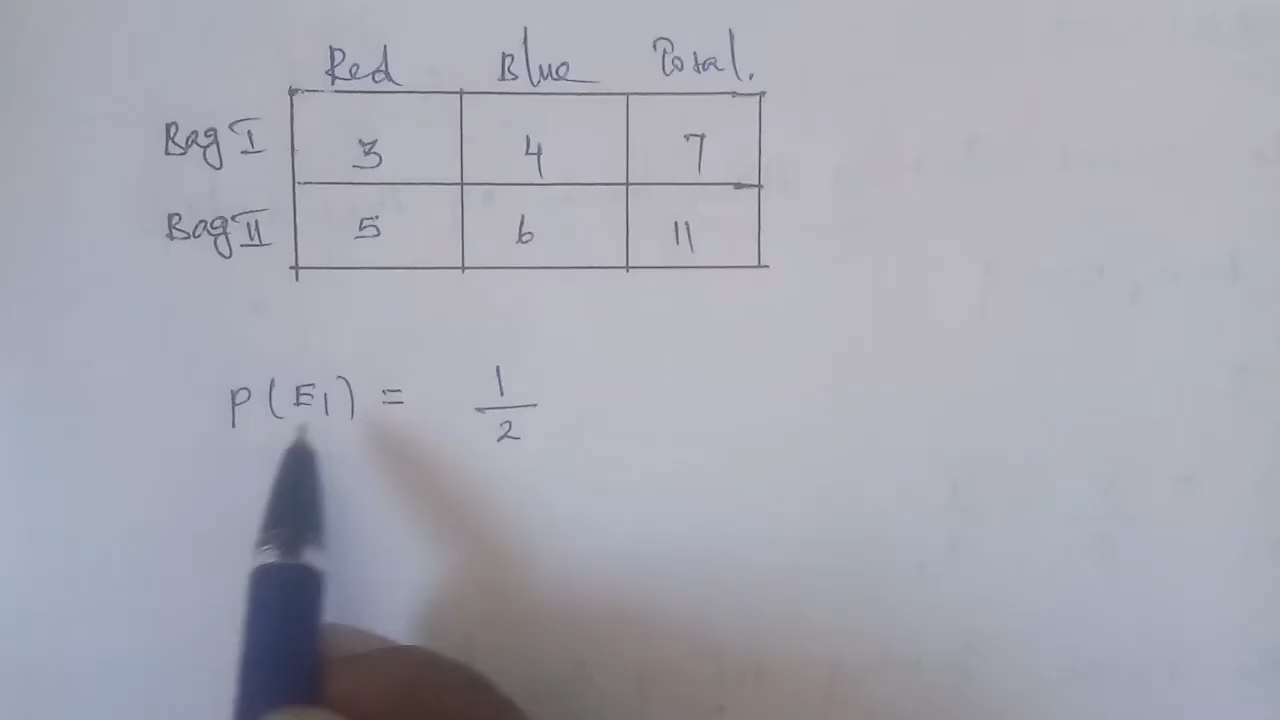 Red Blue Total.
Bag I 3 4 7
Bag II 5 6 11
P(E1) = 1/2